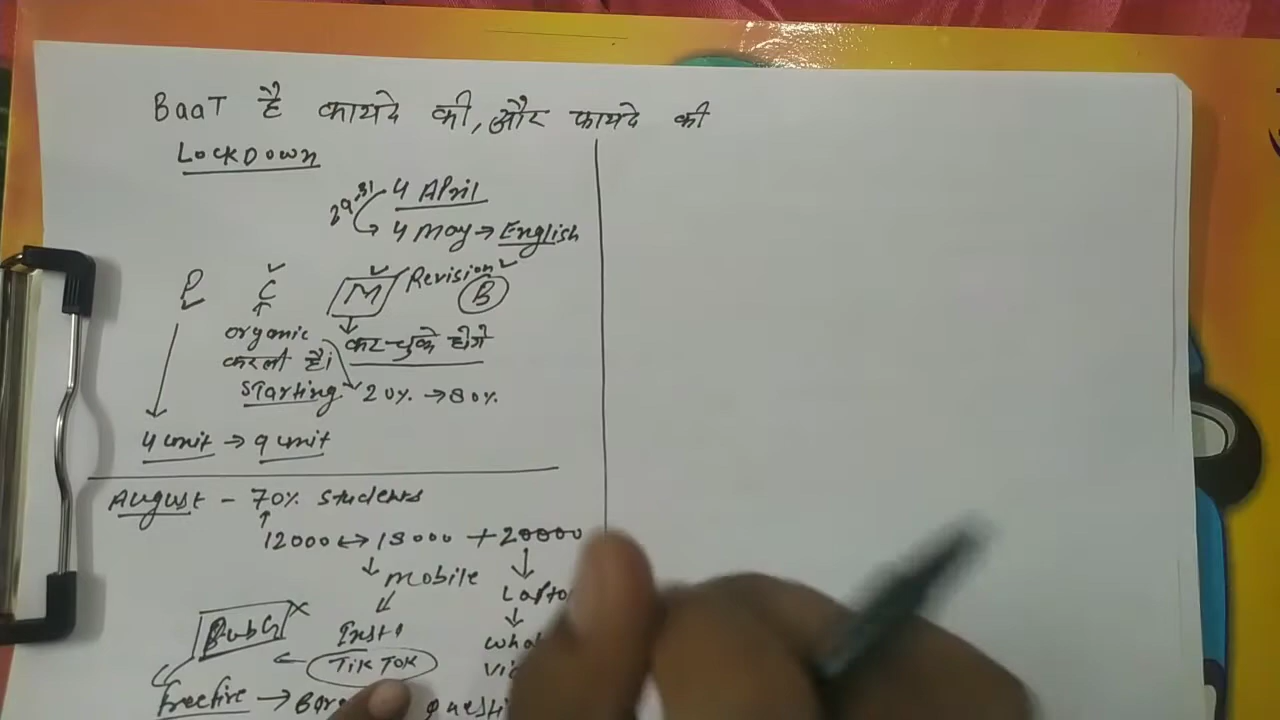 BaaT है कायदे की, और फायदे की
LockDown
29 31 4 April
4 may → English
P C M Revision B
organic कर चुके होंगे
करली है।
starting 20% → 80%
4 unit → 9 unit
August - 70% students
12000 ↔ 15000 + 20000
mobile
PubG Insta
TikTok
freefire →